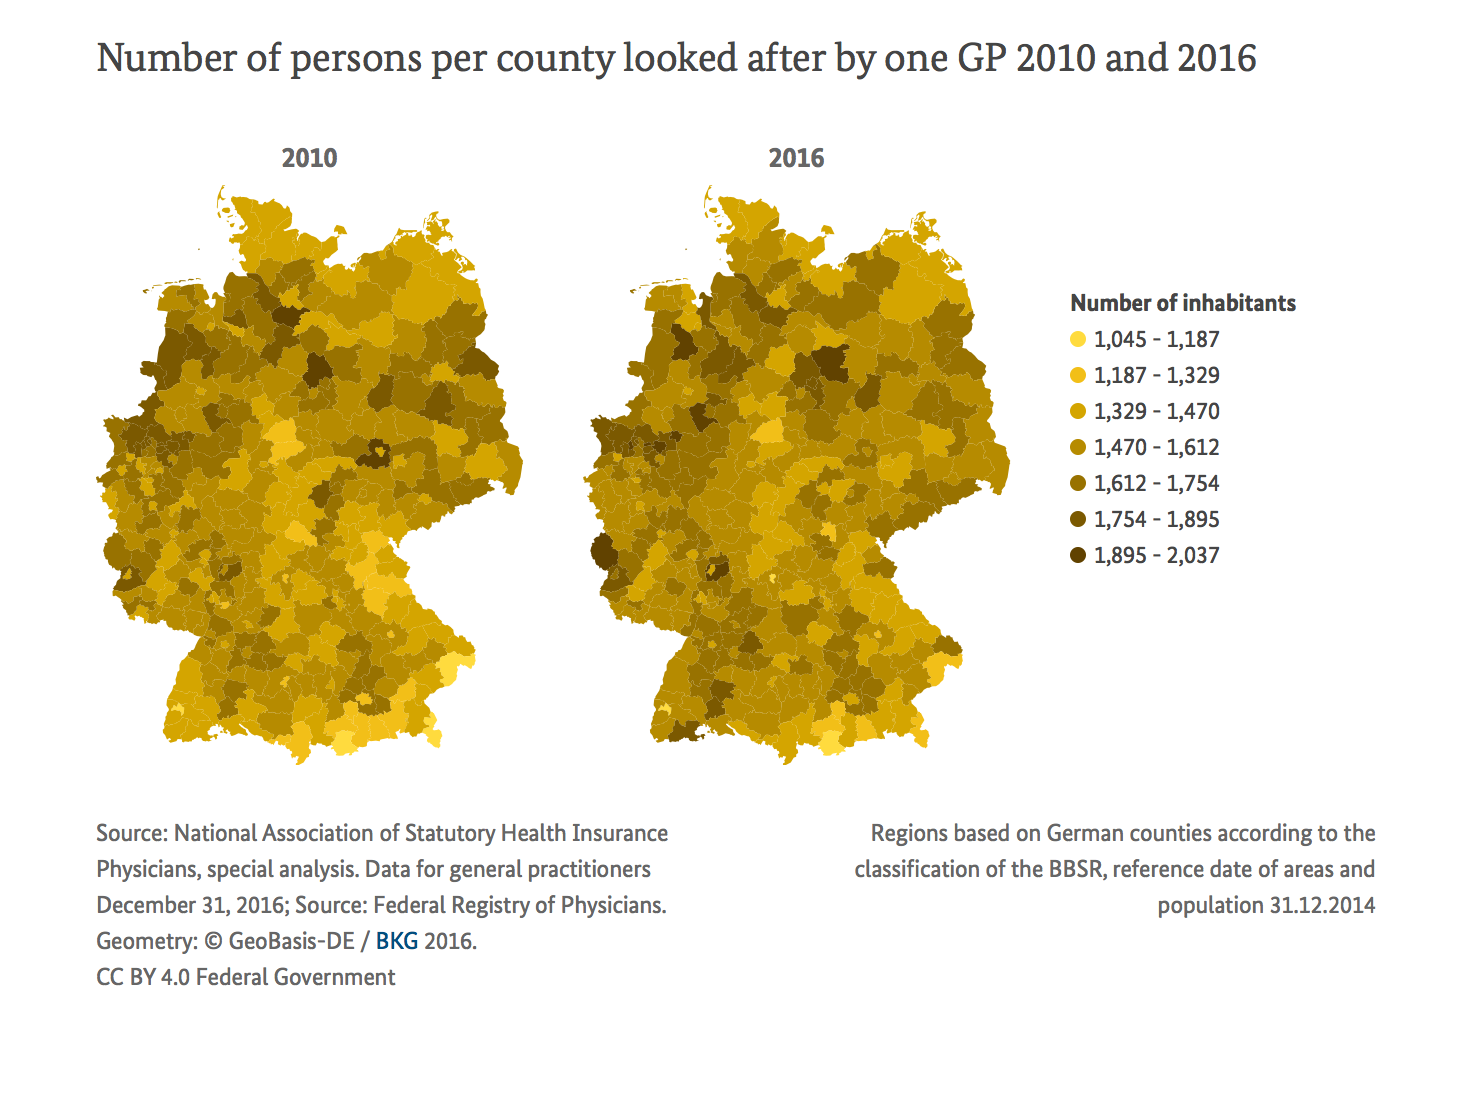 Number of persons per county looked after by one GP 2010 and 2016
2010
2016
Number of inhabitants
1,045 - 1,187
1,187 - 1,329
1,329 - 1,470
1,470 - 1,612
1,612 - 1,754
1,754 - 1,895
1,895 - 2,037
Source: National Association of Statutory Health Insurance
Physicians, special analysis. Data for general practitioners
December 31, 2016; Source: Federal Registry of Physicians.
Geometry: © GeoBasis-DE / BKG 2016.
CC BY 4.0 Federal Government
Regions based on German counties according to the
classification of the BBSR, reference date of areas and
population 31.12.2014